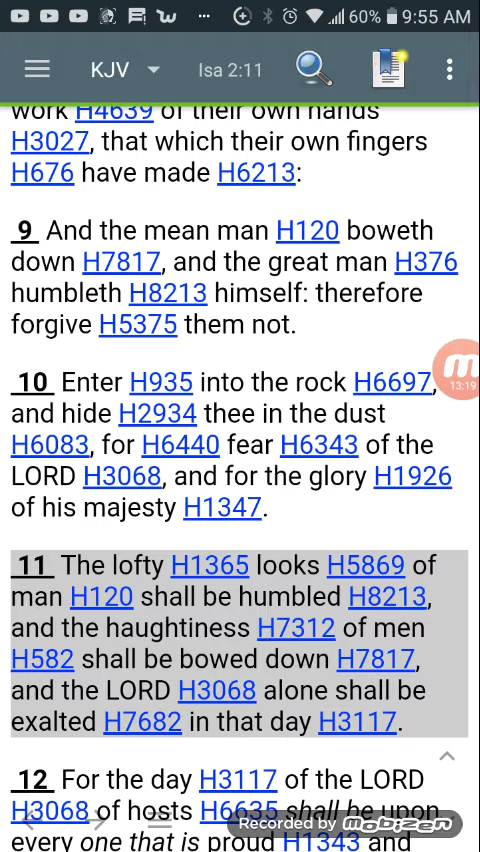 60% 9:55 AM
KJV Isa 2:11
work H4639 of their own hands
H3027, that which their own fingers
H676 have made H6213:
9 And the mean man H120 boweth
down H7817, and the great man H376
humbleth H8213 himself: therefore
forgive H5375 them not.
10 Enter H935 into the rock H6697,
and hide H2934 thee in the dust
H6083, for H6440 fear H6343 of the
LORD H3068, and for the glory H1926
of his majesty H1347.
13:19
11 The lofty H1365 looks H5869 of
man H120 shall be humbled H8213,
and the haughtiness H7312 of men
H582 shall be bowed down H7817,
and the LORD H3068 alone shall be
exalted H7682 in that day H3117.
12 For the day H3117 of the LORD
H3068 of hosts H6635 shall be upon
every one that is proud H1343 and
Recorded by mobizen